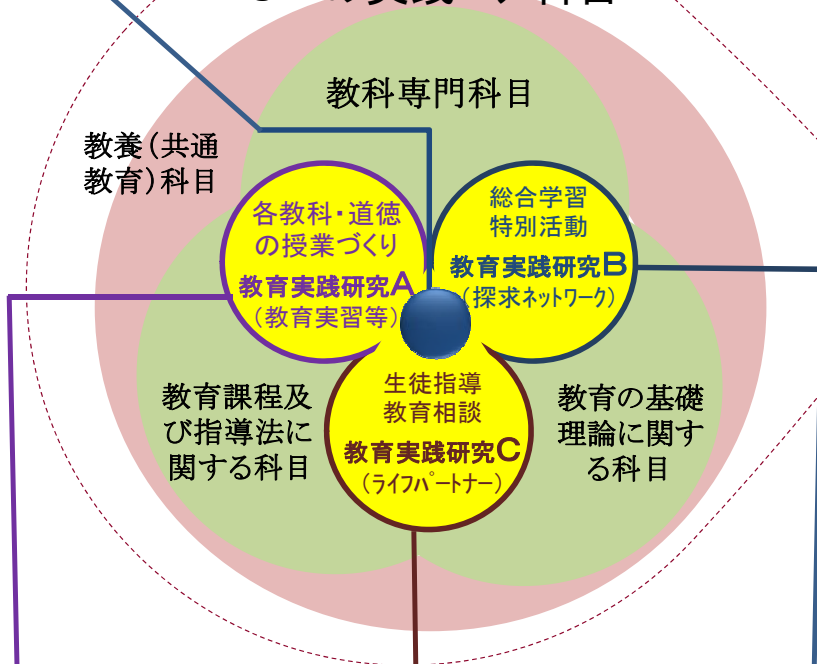 教科専門科目
教養(共通
教育)科目
各教科・道徳
の授業づくり
教育実践研究A
(教育実習等)
総合学習
特別活動
教育実践研究B
(探求ネットワーク)
生徒指導
教育相談
教育実践研究C
(ライフパートナー)
教育課程及
び指導法に
関する科目
教育の基礎
理論に関す
る科目